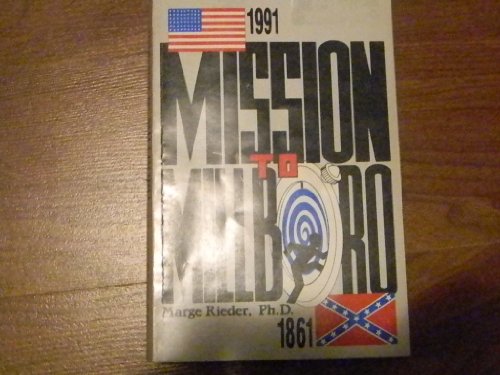 1991
MISSION
TO
MILLBORO
Marge Rieder, Ph.D.
1861